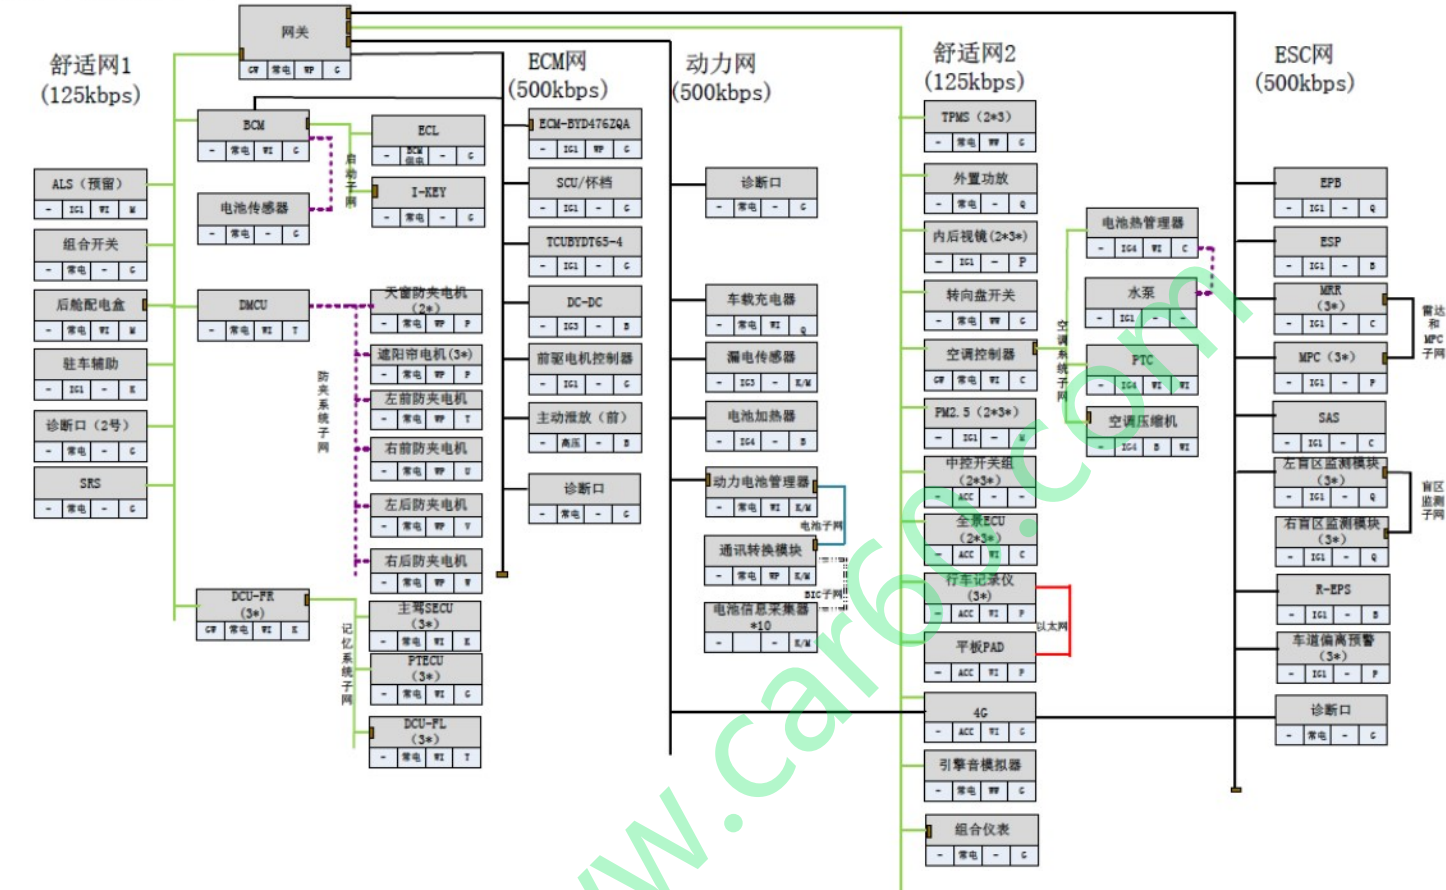 网关
GW 常电 WP G
舒适网1
(125kbps)
BCM
- 常电 WI G
ECL
- BCM供电 - G
启动子网
I-KEY
- 常电 - G
电池传感器
- 常电 - G
ALS（预留）
- IG1 WI M
组合开关
- 常电 - G
后舱配电盒
- 常电 WI M
驻车辅助
- IG1 - K
诊断口（2号）
- 常电 - G
SRS
- 常电 - G
DMCU
- 常电 WI T
防夹系统子网
天窗防夹电机
（2*）
- 常电 WP P
遮阳帘电机(3*)
- 常电 WP P
左前防夹电机
- 常电 WP T
右前防夹电机
- 常电 WP U
左后防夹电机
- 常电 WP V
右后防夹电机
- 常电 WP W
DCU-FR
（3*）
GW 常电 WI K
记忆系统子网
主驾SECU
（3*）
- 常电 WI K
PTECU
（3*）
- 常电 WI G
DCU-FL
（3*）
- 常电 WI T
ECM网
(500kbps)
ECM-BYD476ZQA
- IG1 WP G
SCU/怀档
- IG1 - G
TCUBYDT65-4
- IG1 - G
DC-DC
- IG3 - B
前驱电机控制器
- IG1 - G
主动泄放（前）
- 高压 - B
诊断口
- 常电 - G
动力网
(500kbps)
诊断口
- 常电 - G
车载充电器
- 常电 WI Q
漏电传感器
- IG3 - K/M
电池加热器
- IG4 - B
动力电池管理器
- 常电 WI K/M
电池子网
通讯转换模块
- 常电 WP K/M
BIC子网
电池信息采集器
*10
- - K/M
舒适网2
(125kbps)
TPMS（2*3）
- 常电 WW G
外置功放
- 常电 - Q
内后视镜(2*3*)
- IG1 - P
转向盘开关
- 常电 WW G
空调控制器
GW 常电 WI C
PM2.5（2*3*）
- IG1 - M
中控开关组
（2*3*）
- ACC - -
全景ECU
（2*3*）
- ACC WI C
行车记录仪
（3*）
- ACC WI P
以太网
平板PAD
- ACC WI P
4G
- ACC WI G
引擎音模拟器
- 常电 WW G
组合仪表
- 常电 - G
空调系统子网
电池热管理器
- IG4 WI C
水泵
- IG1 - -
PTC
- IG4 WI WI
空调压缩机
- IG4 B WI
ESC网
(500kbps)
EPB
- IG1 - Q
ESP
- IG1 - B
MRR
（3*）
- IG1 - C
MPC（3*）
- IG1 - P
雷达
和
MPC
子网
SAS
- IG1 - C
左盲区监测模块
（3*）
- IG1 - Q
右盲区监测模块
（3*）
- IG1 - Q
盲区
监测
子网
R-EPS
- IG1 - B
车道偏离预警
（3*）
- IG1 - P
诊断口
- 常电 - G
w.car60.com